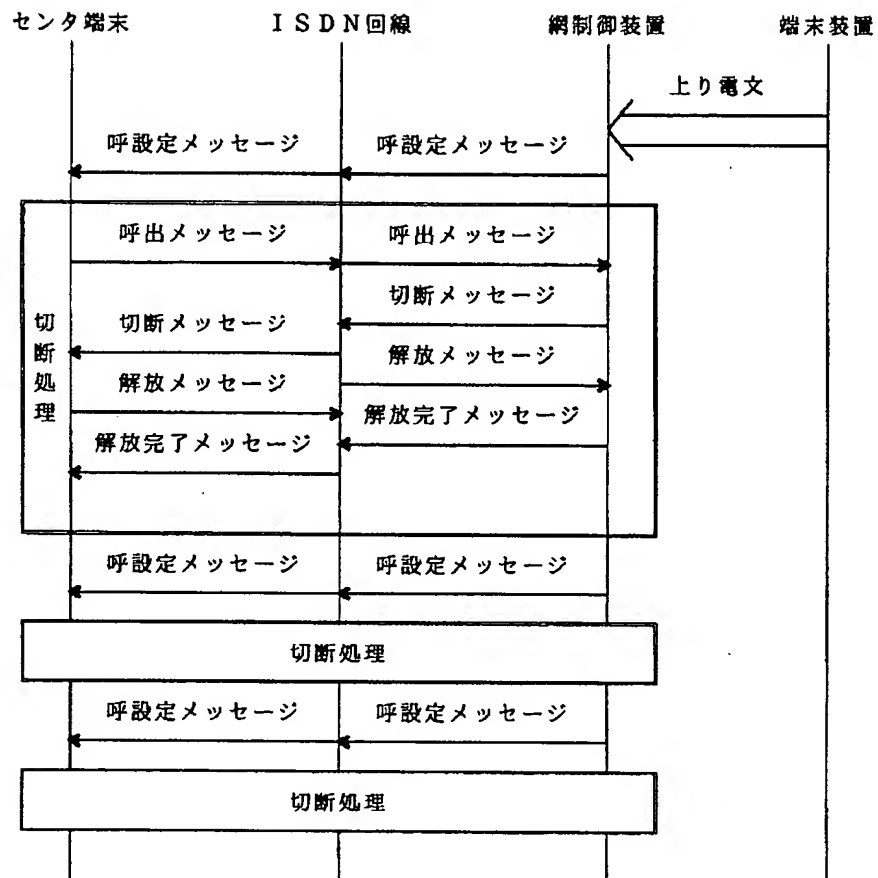 センタ端末 ＩＳＤＮ回線 網制御装置 端末装置
上り電文
呼設定メッセージ 呼設定メッセージ
呼出メッセージ 呼出メッセージ
切断メッセージ
切断メッセージ
解放メッセージ
解放メッセージ
解放完了メッセージ
解放完了メッセージ
切断処理
呼設定メッセージ 呼設定メッセージ
切断処理
呼設定メッセージ 呼設定メッセージ
切断処理